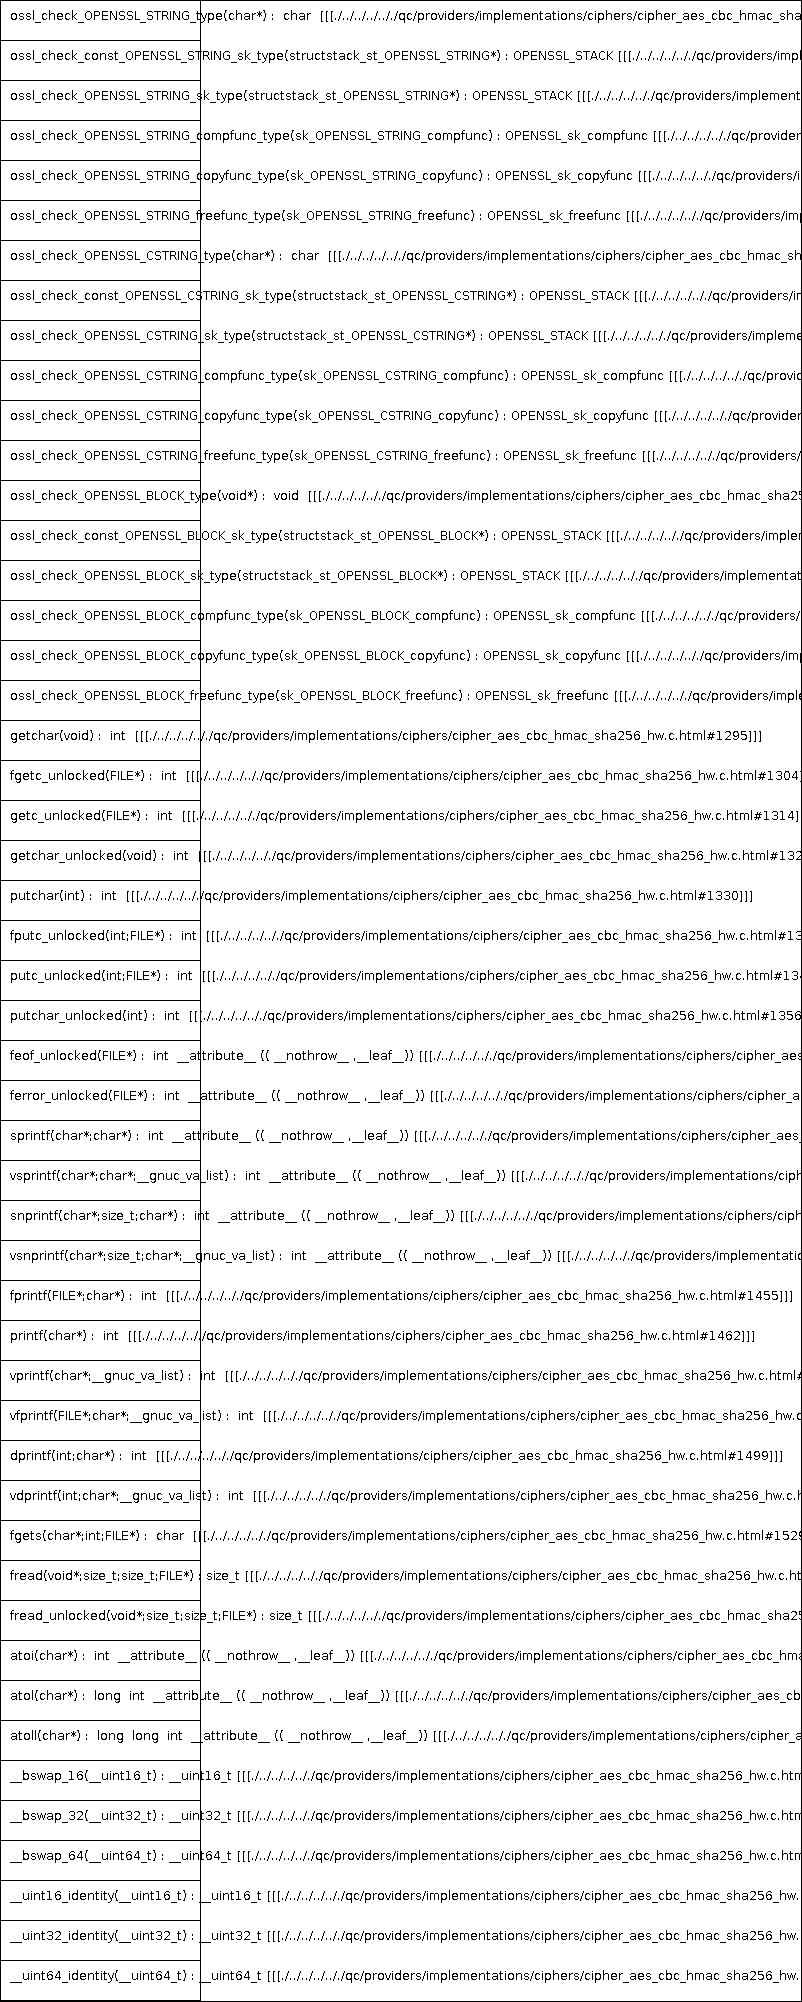 ossl_check_OPENSSL_STRING_type(char*) : char [[[./../../../../../qc/providers/implementations/ciphers/cipher_aes_cbc_hmac_sha
ossl_check_const_OPENSSL_STRING_sk_type(structstack_st_OPENSSL_STRING*) : OPENSSL_STACK [[[./../../../../../qc/providers/impl
ossl_check_OPENSSL_STRING_sk_type(structstack_st_OPENSSL_STRING*) : OPENSSL_STACK [[[./../../../../../qc/providers/implement
ossl_check_OPENSSL_STRING_compfunc_type(sk_OPENSSL_STRING_compfunc) : OPENSSL_sk_compfunc [[[./../../../../../qc/provider
ossl_check_OPENSSL_STRING_copyfunc_type(sk_OPENSSL_STRING_copyfunc) : OPENSSL_sk_copyfunc [[[./../../../../../qc/providers/i
ossl_check_OPENSSL_STRING_freefunc_type(sk_OPENSSL_STRING_freefunc) : OPENSSL_sk_freefunc [[[./../../../../../qc/providers/im
ossl_check_OPENSSL_CSTRING_type(char*) : char [[[./../../../../../qc/providers/implementations/ciphers/cipher_aes_cbc_hmac_sh
ossl_check_const_OPENSSL_CSTRING_sk_type(structstack_st_OPENSSL_CSTRING*) : OPENSSL_STACK [[[./../../../../../qc/providers/i
ossl_check_OPENSSL_CSTRING_sk_type(structstack_st_OPENSSL_CSTRING*) : OPENSSL_STACK [[[./../../../../../qc/providers/impleme
ossl_check_OPENSSL_CSTRING_compfunc_type(sk_OPENSSL_CSTRING_compfunc) : OPENSSL_sk_compfunc [[[./../../../../../qc/provi
ossl_check_OPENSSL_CSTRING_copyfunc_type(sk_OPENSSL_CSTRING_copyfunc) : OPENSSL_sk_copyfunc [[[./../../../../../qc/provider
ossl_check_OPENSSL_CSTRING_freefunc_type(sk_OPENSSL_CSTRING_freefunc) : OPENSSL_sk_freefunc [[[./../../../../../qc/providers/
ossl_check_OPENSSL_BLOCK_type(void*) : void [[[./../../../../../qc/providers/implementations/ciphers/cipher_aes_cbc_hmac_sha25
ossl_check_const_OPENSSL_BLOCK_sk_type(structstack_st_OPENSSL_BLOCK*) : OPENSSL_STACK [[[./../../../../../qc/providers/implem
ossl_check_OPENSSL_BLOCK_sk_type(structstack_st_OPENSSL_BLOCK*) : OPENSSL_STACK [[[./../../../../../qc/providers/implementat
ossl_check_OPENSSL_BLOCK_compfunc_type(sk_OPENSSL_BLOCK_compfunc) : OPENSSL_sk_compfunc [[[./../../../../../qc/providers/
ossl_check_OPENSSL_BLOCK_copyfunc_type(sk_OPENSSL_BLOCK_copyfunc) : OPENSSL_sk_copyfunc [[[./../../../../../qc/providers/im
ossl_check_OPENSSL_BLOCK_freefunc_type(sk_OPENSSL_BLOCK_freefunc) : OPENSSL_sk_freefunc [[[./../../../../../qc/providers/imple
getchar(void) : int [[[./../../../../../qc/providers/implementations/ciphers/cipher_aes_cbc_hmac_sha256_hw.c.html#1295]]]
fgetc_unlocked(FILE*) : int [[[./../../../../../qc/providers/implementations/ciphers/cipher_aes_cbc_hmac_sha256_hw.c.html#1304]
getc_unlocked(FILE*) : int [[[./../../../../../qc/providers/implementations/ciphers/cipher_aes_cbc_hmac_sha256_hw.c.html#1314]
getchar_unlocked(void) : int [[[./../../../../../qc/providers/implementations/ciphers/cipher_aes_cbc_hmac_sha256_hw.c.html#132
putchar(int) : int [[[./../../../../../qc/providers/implementations/ciphers/cipher_aes_cbc_hmac_sha256_hw.c.html#1330]]]
fputc_unlocked(int;FILE*) : int [[[./../../../../../qc/providers/implementations/ciphers/cipher_aes_cbc_hmac_sha256_hw.c.html#13
putc_unlocked(int;FILE*) : int [[[./../../../../../qc/providers/implementations/ciphers/cipher_aes_cbc_hmac_sha256_hw.c.html#134
putchar_unlocked(int) : int [[[./../../../../../qc/providers/implementations/ciphers/cipher_aes_cbc_hmac_sha256_hw.c.html#1356
feof_unlocked(FILE*) : int __attribute__ (( __nothrow__ ,__leaf__)) [[[./../../../../../qc/providers/implementations/ciphers/cipher_aes
ferror_unlocked(FILE*) : int __attribute__ (( __nothrow__ ,__leaf__)) [[[./../../../../../qc/providers/implementations/ciphers/cipher_a
sprintf(char*;char*) : int __attribute__ (( __nothrow__ ,__leaf__)) [[[./../../../../../qc/providers/implementations/ciphers/cipher_aes_
vsprintf(char*;char*;__gnuc_va_list) : int __attribute__ (( __nothrow__ ,__leaf__)) [[[./../../../../../qc/providers/implementations/ciph
snprintf(char*;size_t;char*) : int __attribute__ (( __nothrow__ ,__leaf__)) [[[./../../../../../qc/providers/implementations/ciphers/ciph
vsnprintf(char*;size_t;char*;__gnuc_va_list) : int __attribute__ (( __nothrow__ ,__leaf__)) [[[./../../../../../qc/providers/implementatio
fprintf(FILE*;char*) : int [[[./../../../../../qc/providers/implementations/ciphers/cipher_aes_cbc_hmac_sha256_hw.c.html#1455]]]
printf(char*) : int [[[./../../../../../qc/providers/implementations/ciphers/cipher_aes_cbc_hmac_sha256_hw.c.html#1462]]]
vprintf(char*;__gnuc_va_list) : int [[[./../../../../../qc/providers/implementations/ciphers/cipher_aes_cbc_hmac_sha256_hw.c.html#
vfprintf(FILE*;char*;__gnuc_va_list) : int [[[./../../../../../qc/providers/implementations/ciphers/cipher_aes_cbc_hmac_sha256_hw.c
dprintf(int;char*) : int [[[./../../../../../qc/providers/implementations/ciphers/cipher_aes_cbc_hmac_sha256_hw.c.html#1499]]]
vdprintf(int;char*;__gnuc_va_list) : int [[[./../../../../../qc/providers/implementations/ciphers/cipher_aes_cbc_hmac_sha256_hw.c.h
fgets(char*;int;FILE*) : char [[[./../../../../../qc/providers/implementations/ciphers/cipher_aes_cbc_hmac_sha256_hw.c.html#1529
fread(void*;size_t;size_t;FILE*) : size_t [[[./../../../../../qc/providers/implementations/ciphers/cipher_aes_cbc_hmac_sha256_hw.c.ht
fread_unlocked(void*;size_t;size_t;FILE*) : size_t [[[./../../../../../qc/providers/implementations/ciphers/cipher_aes_cbc_hmac_sha25
atoi(char*) : int __attribute__ (( __nothrow__ ,__leaf__)) [[[./../../../../../qc/providers/implementations/ciphers/cipher_aes_cbc_hma
atol(char*) : long int __attribute__ (( __nothrow__ ,__leaf__)) [[[./../../../../../qc/providers/implementations/ciphers/cipher_aes_cb
atoll(char*) : long long int __attribute__ (( __nothrow__ ,__leaf__)) [[[./../../../../../qc/providers/implementations/ciphers/cipher_a
__bswap_16(__uint16_t) : __uint16_t [[[./../../../../../qc/providers/implementations/ciphers/cipher_aes_cbc_hmac_sha256_hw.c.htm
__bswap_32(__uint32_t) : __uint32_t [[[./../../../../../qc/providers/implementations/ciphers/cipher_aes_cbc_hmac_sha256_hw.c.htm
__bswap_64(__uint64_t) : __uint64_t [[[./../../../../../qc/providers/implementations/ciphers/cipher_aes_cbc_hmac_sha256_hw.c.htm
__uint16_identity(__uint16_t) : __uint16_t [[[./../../../../../qc/providers/implementations/ciphers/cipher_aes_cbc_hmac_sha256_hw.
__uint32_identity(__uint32_t) : __uint32_t [[[./../../../../../qc/providers/implementations/ciphers/cipher_aes_cbc_hmac_sha256_hw.
__uint64_identity(__uint64_t) : __uint64_t [[[./../../../../../qc/providers/implementations/ciphers/cipher_aes_cbc_hmac_sha256_hw.